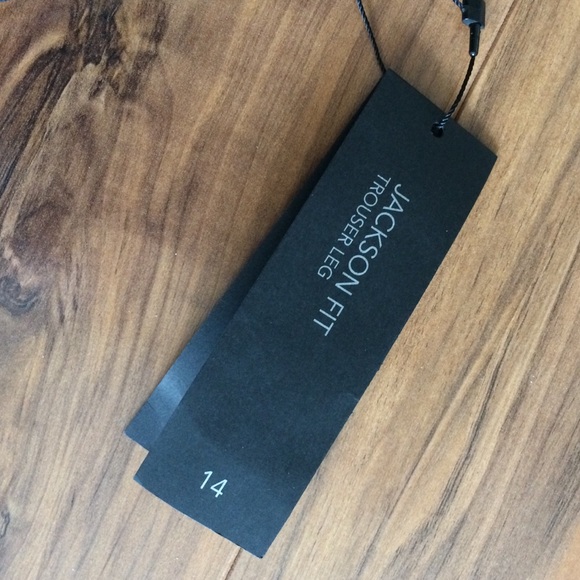 JACKSON FIT
TROUSER LEG
14